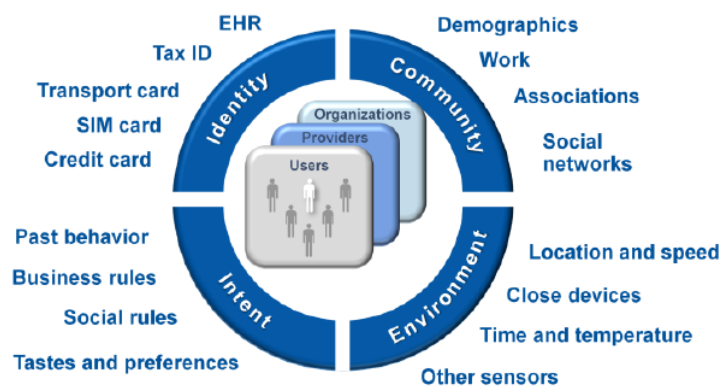 EHR
Tax ID
Transport card
SIM card
Credit card
Identity
Demographics
Work
Associations
Social
networks
Community
Organizations
Providers
Users
Past behavior
Business rules
Social rules
Tastes and preferences
Intent
Environment
Location and speed
Close devices
Time and temperature
Other sensors